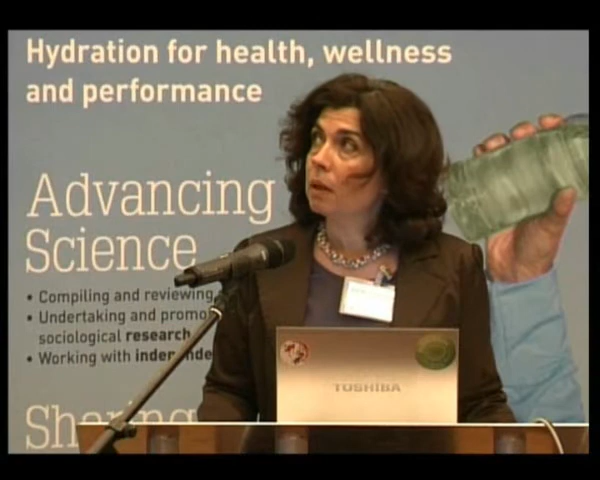 Hydration for health, wellness
and performance
Advancing
Science
• Compiling and reviewing
• Undertaking and promo
sociological research
• Working with
Sharing
TOSHIBA